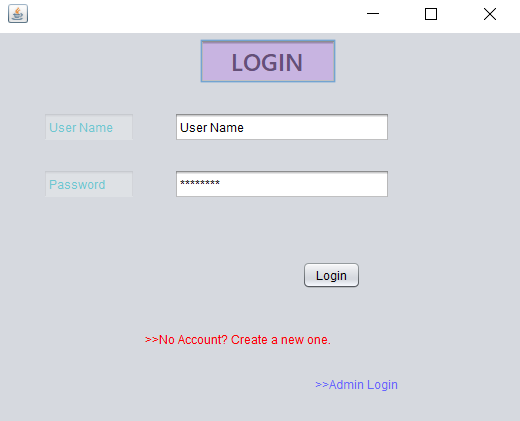 LOGIN
User Name User Name
Password ********
Login
>>No Account? Create a new one.
>>Admin Login